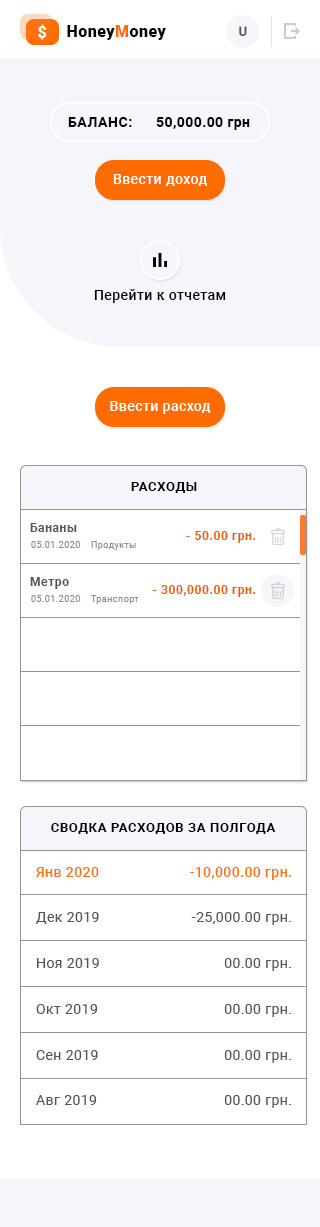 $ HoneyMoney U
БАЛАНС: 50,000.00 грн
Ввести доход
Перейти к отчетам
Ввести расход
РАСХОДЫ
Бананы
- 50.00 грн.
05.01.2020 Продукты
Метро
- 300,000.00 грн.
05.01.2020 Транспорт
СВОДКА РАСХОДОВ ЗА ПОЛГОДА
Янв 2020 -10,000.00 грн.
Дек 2019 -25,000.00 грн.
Ноя 2019 00.00 грн.
Окт 2019 00.00 грн.
Сен 2019 00.00 грн.
Авг 2019 00.00 грн.